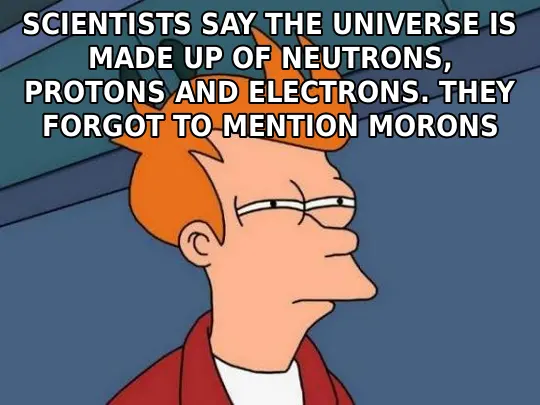 SCIENTISTS SAY THE UNIVERSE IS
MADE UP OF NEUTRONS,
PROTONS AND ELECTRONS. THEY
FORGOT TO MENTION MORONS